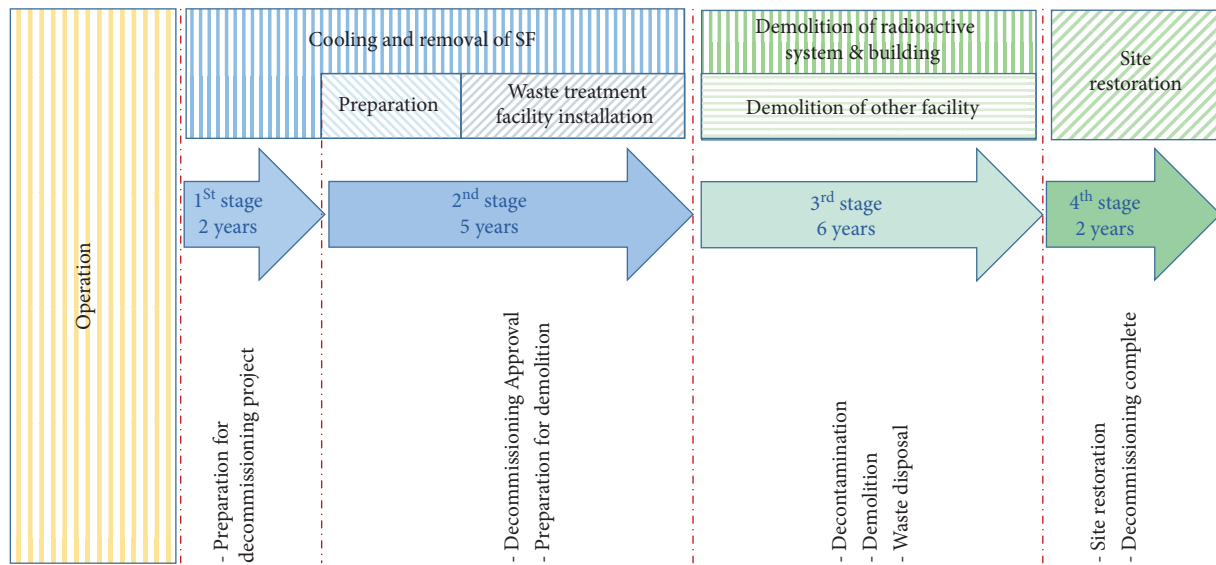 Operation
Cooling and removal of SF
Preparation
Waste treatment
facility installation
Demolition of radioactive
system & building
Demolition of other facility
Site
restoration
1St stage
2 years
2nd stage
5 years
3rd stage
6 years
4th stage
2 years
- Preparation for
decommissioning project
- Decommissioning Approval
- Preparation for demolition
- Decontamination
- Demolition
- Waste disposal
- Site restoration
- Decommissioning complete